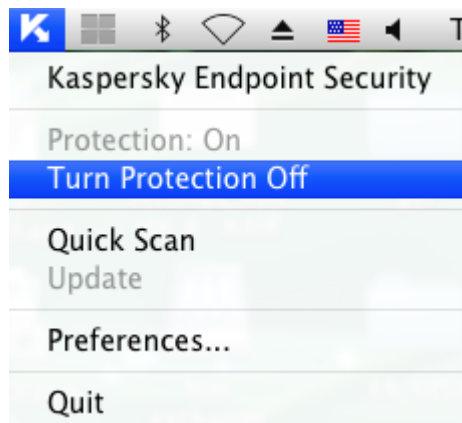 Kaspersky Endpoint Security
Protection: On
Turn Protection Off
Quick Scan
Update
Preferences...
Quit